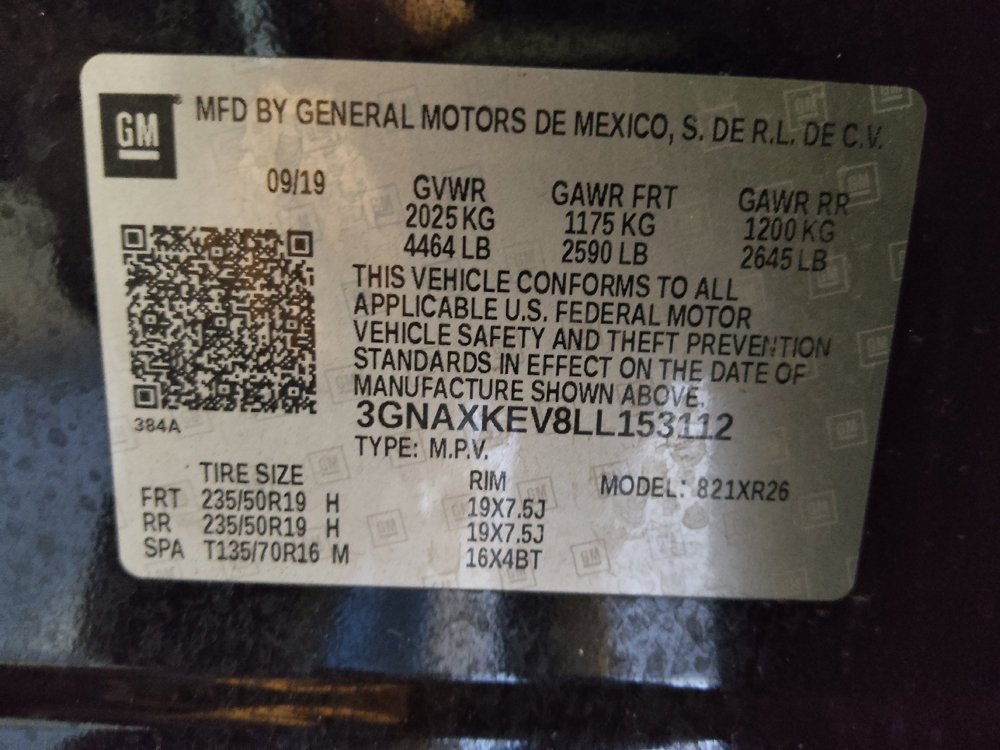 GM
MFD BY GENERAL MOTORS DE MEXICO, S. DE R.L. DE C.V.
09/19
GVWR GAWR FRT GAWR RR
2025 KG 1175 KG 1200 KG
4464 LB 2590 LB 2645 LB
THIS VEHICLE CONFORMS TO ALL
APPLICABLE U.S. FEDERAL MOTOR
VEHICLE SAFETY AND THEFT PREVENTION
STANDARDS IN EFFECT ON THE DATE OF
MANUFACTURE SHOWN ABOVE.
3GNAXKEV8LL153112
384A
TYPE: M.P.V.
TIRE SIZE RIM MODEL: 821XR26
FRT 235/50R19 H 19X7.5J
RR 235/50R19 H 19X7.5J
SPA T135/70R16 M 16X4BT